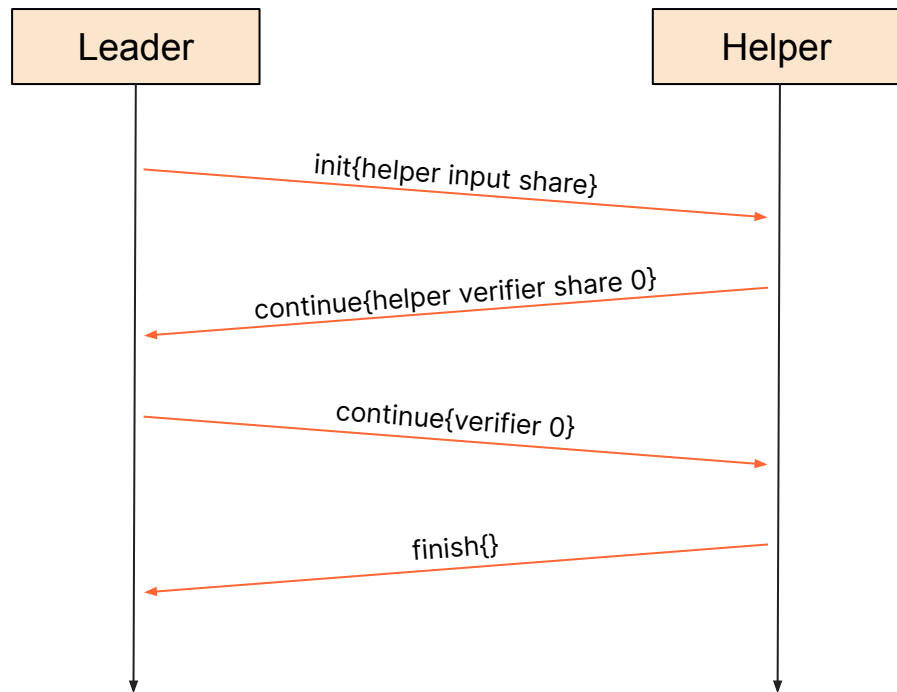 Leader
Helper
init{helper input share}
continue{helper verifier share 0}
continue{verifier 0}
finish{}